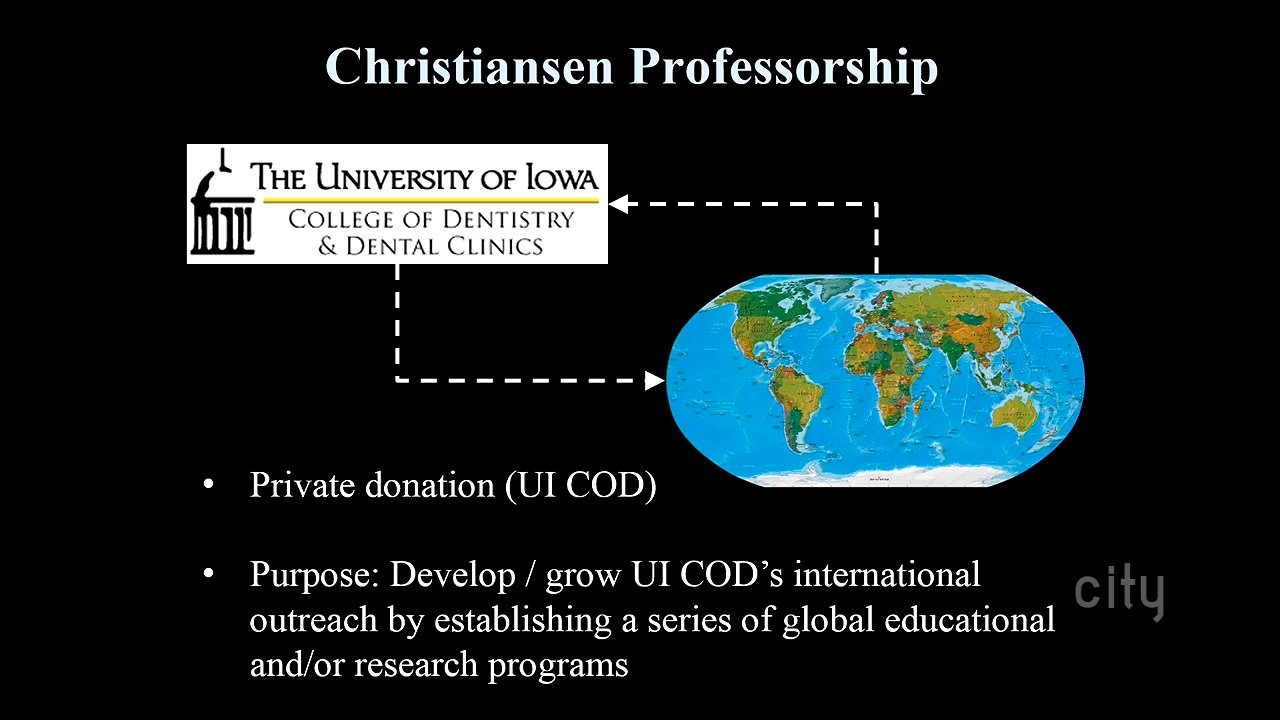 Christiansen Professorship
THE UNIVERSITY OF IOWA
COLLEGE OF DENTISTRY
& DENTAL CLINICS
• Private donation (UI COD)
• Purpose: Develop / grow UI COD’s international
outreach by establishing a series of global educational
and/or research programs
city